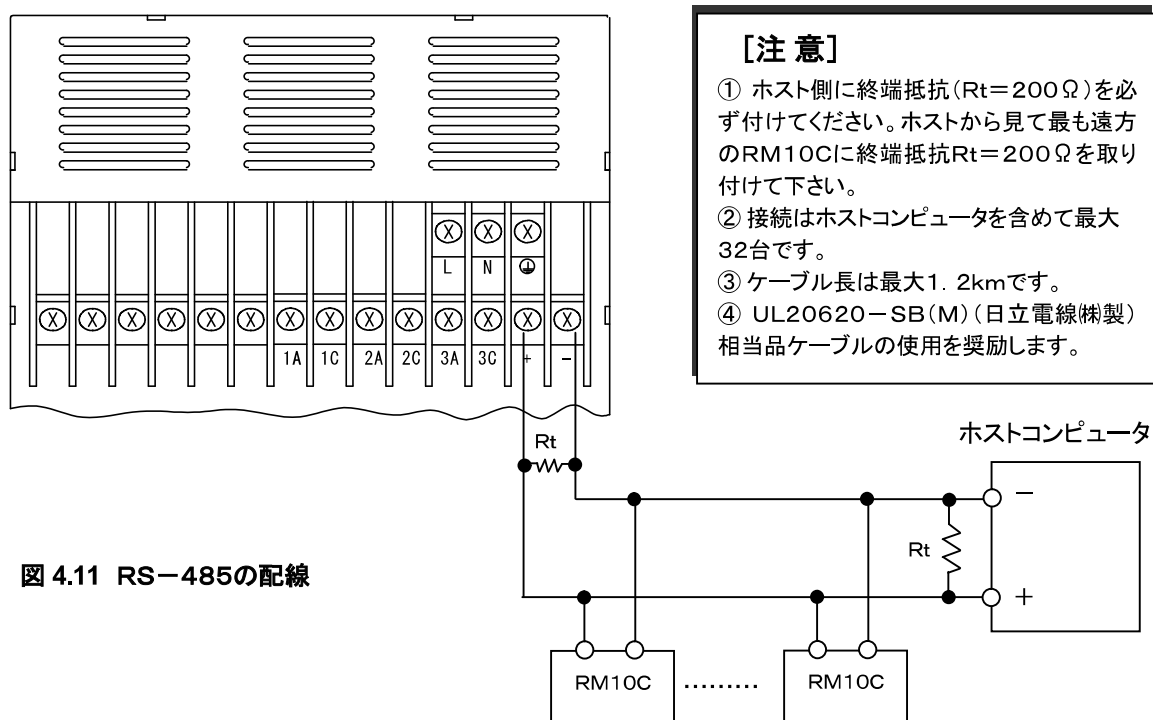 [注 意]
① ホスト側に終端抵抗(Rt=200Ω)を必
ず付けてください。ホストから見て最も遠方
のRM10Cに終端抵抗Rt=200Ωを取り
付けて下さい。
② 接続はホストコンピュータを含めて最大
32台です。
③ ケーブル長は最大1. 2kmです。
④ UL20620-SB(M)(日立電線㈱製)
相当品ケーブルの使用を奨励します。
L N
1A 1C 2A 2C 3A 3C + -
Rt
ホストコンピュータ
-
Rt
+
図 4.11 RS-485の配線
RM10C ......... RM10C